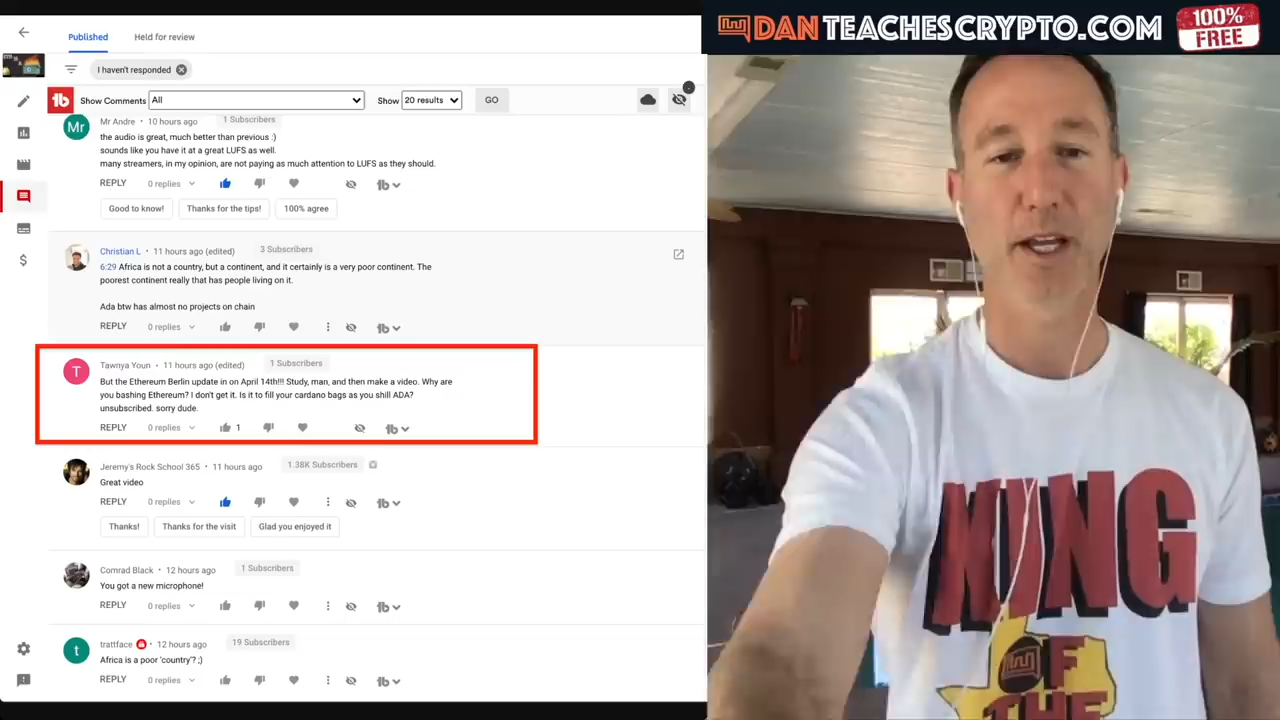 Published
Held for review
I haven't responded
Show Comments
All
Show
20 results
GO
Mr
Mr Andre • 10 hours ago
1 Subscribers
the audio is great, much better than previous :)
sounds like you have it at a great LUFS as well.
many streamers, in my opinion, are not paying as much attention to LUFS as they should.
REPLY
0 replies
Good to know!
Thanks for the tips!
100% agree
Christian L • 11 hours ago (edited)
3 Subscribers
6:29 Africa is not a country, but a continent, and it certainly is a very poor continent. The
poorest continent really that has people living on it.
Ada btw has almost no projects on chain
REPLY
0 replies
T
Tawnya Youn • 11 hours ago (edited)
1 Subscribers
But the Ethereum Berlin update in on April 14th!!! Study, man, and then make a video. Why are
you bashing Ethereum? I don't get it. Is it to fill your cardano bags as you shill ADA?
unsubscribed. sorry dude.
REPLY
0 replies
1
Jeremy's Rock School 365 • 11 hours ago
1.38K Subscribers
Great video
REPLY
0 replies
Thanks!
Thanks for the visit
Glad you enjoyed it
Comrad Black • 12 hours ago
1 Subscribers
You got a new microphone!
REPLY
0 replies
t
trattface • 12 hours ago
19 Subscribers
Africa is a poor 'country'? ;)
REPLY
0 replies
DANTEACHESCRYPTO.COM
100%
FREE
KING
OF
THE